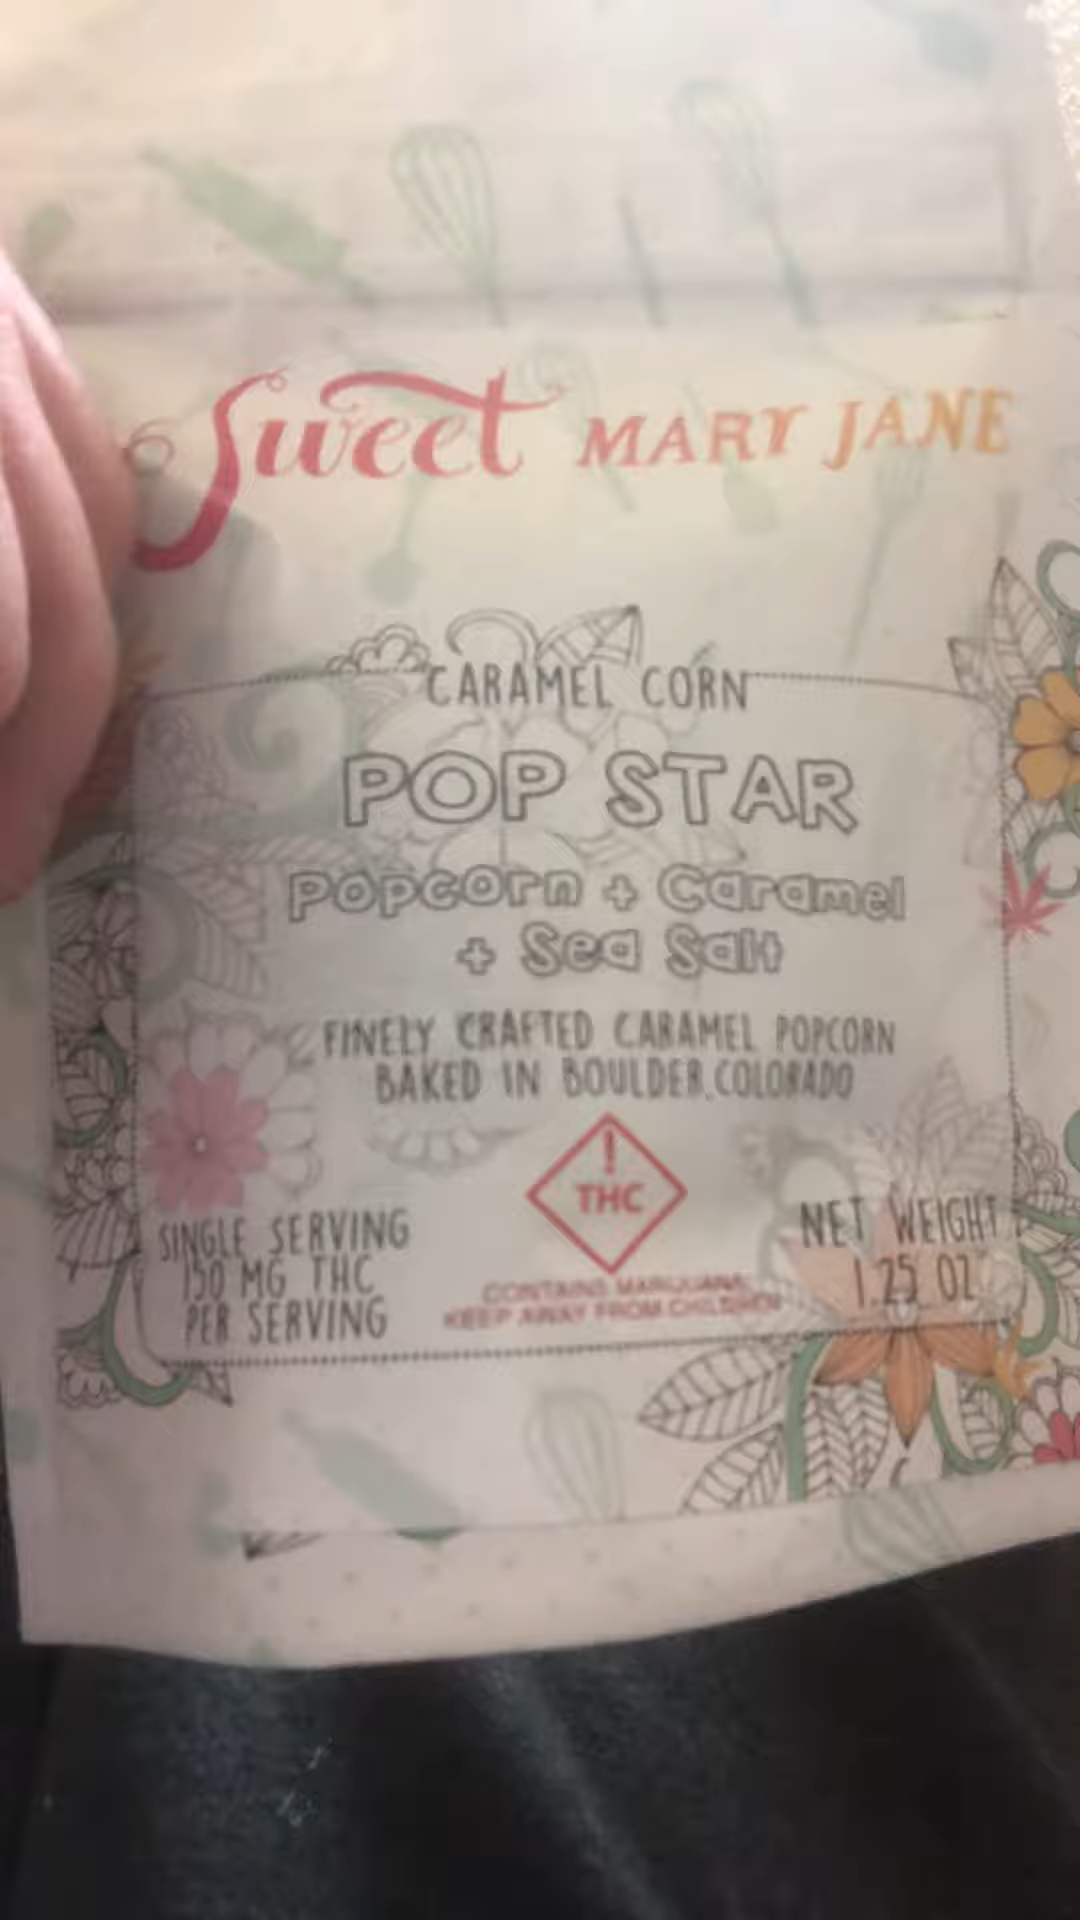 Sweet MARY JANE
CARAMEL CORN
POP STAR
Popcorn + Caramel
+ Sea Salt
FINELY CRAFTED CARAMEL POPCORN
BAKED IN BOULDER, COLORADO
!
THC
SINGLE SERVING
150 MG THC
PER SERVING
CONTAINS MARIJUANA.
KEEP AWAY FROM CHILDREN
NET WEIGHT
1.25 OZ